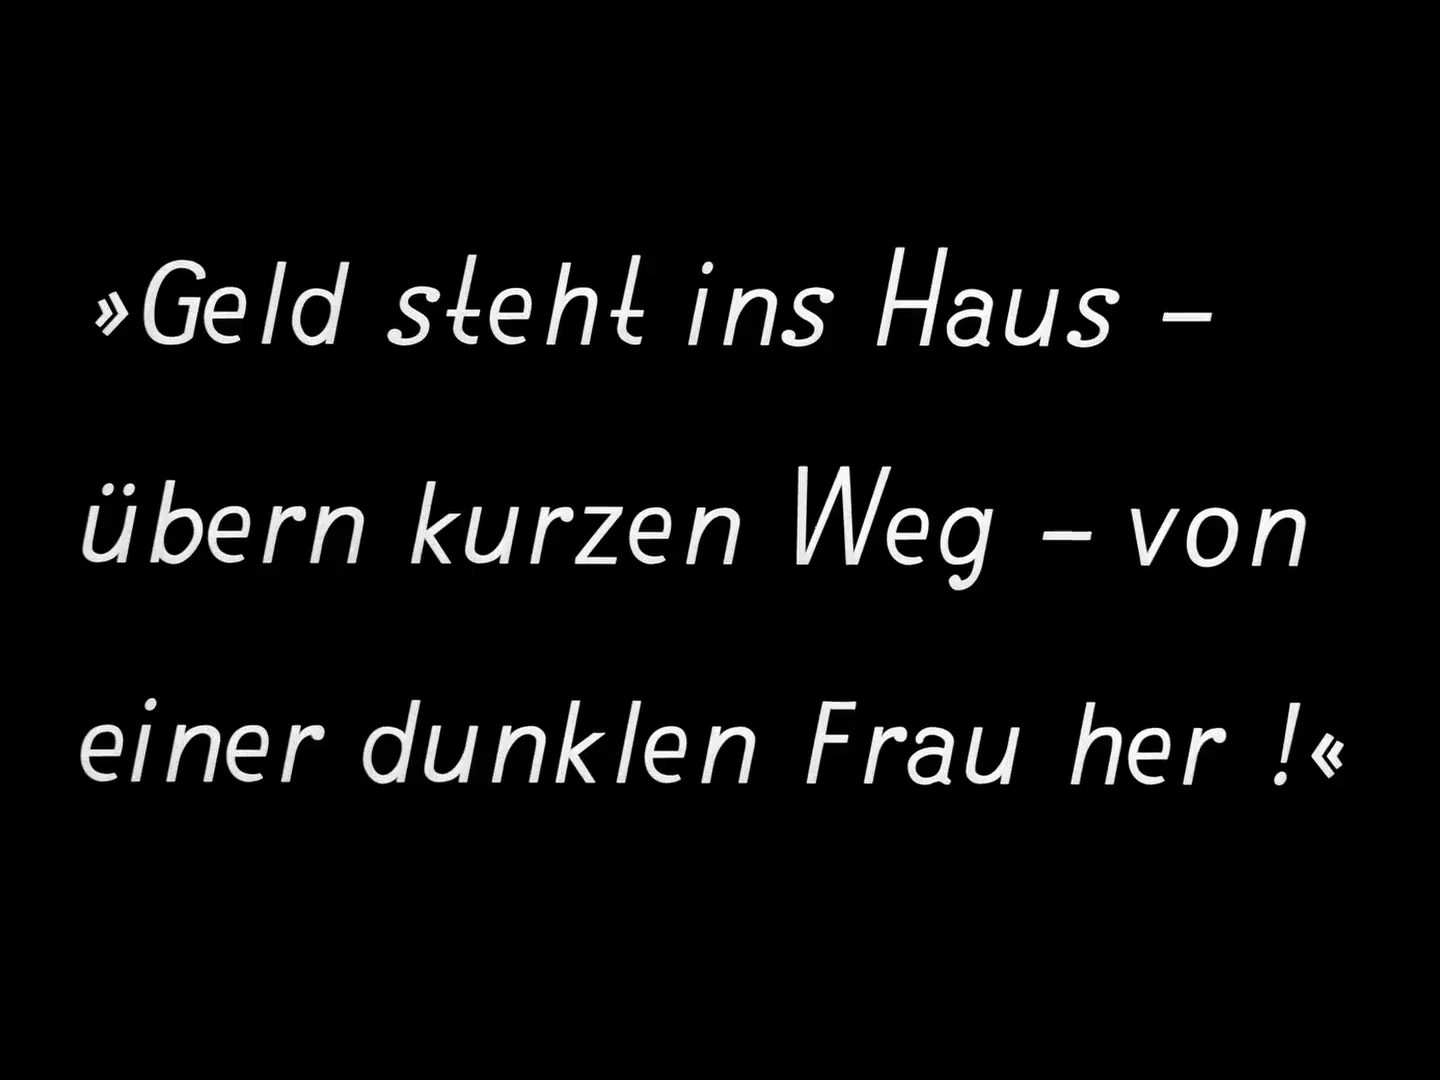 »Geld steht ins Haus –
übern kurzen Weg – von
einer dunklen Frau her !«